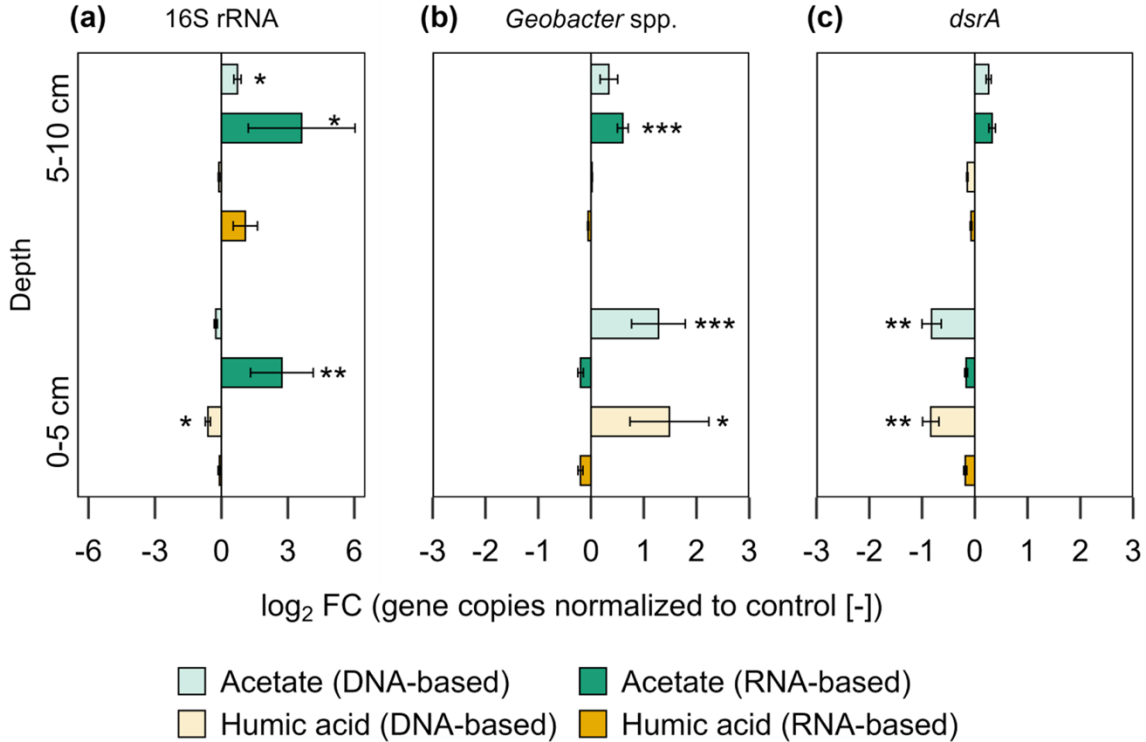 (a) 16S rRNA (b) Geobacter spp. (c) dsrA
Depth
5-10 cm
0-5 cm
*
*
**
*
***
***
*
**
**
-6 -3 0 3 6 -3 -2 -1 0 1 2 3 -3 -2 -1 0 1 2 3
log₂ FC (gene copies normalized to control [-])
Acetate (DNA-based) Acetate (RNA-based)
Humic acid (DNA-based) Humic acid (RNA-based)